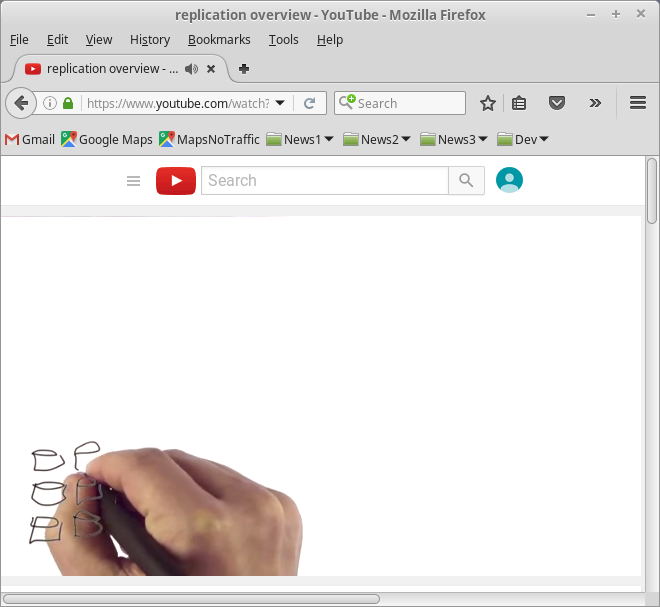 replication overview - YouTube - Mozilla Firefox
File Edit View History Bookmarks Tools Help
replication overview - ...
https://www.youtube.com/watch? Search
Gmail Google Maps MapsNoTraffic News1 News2 News3 Dev
Search